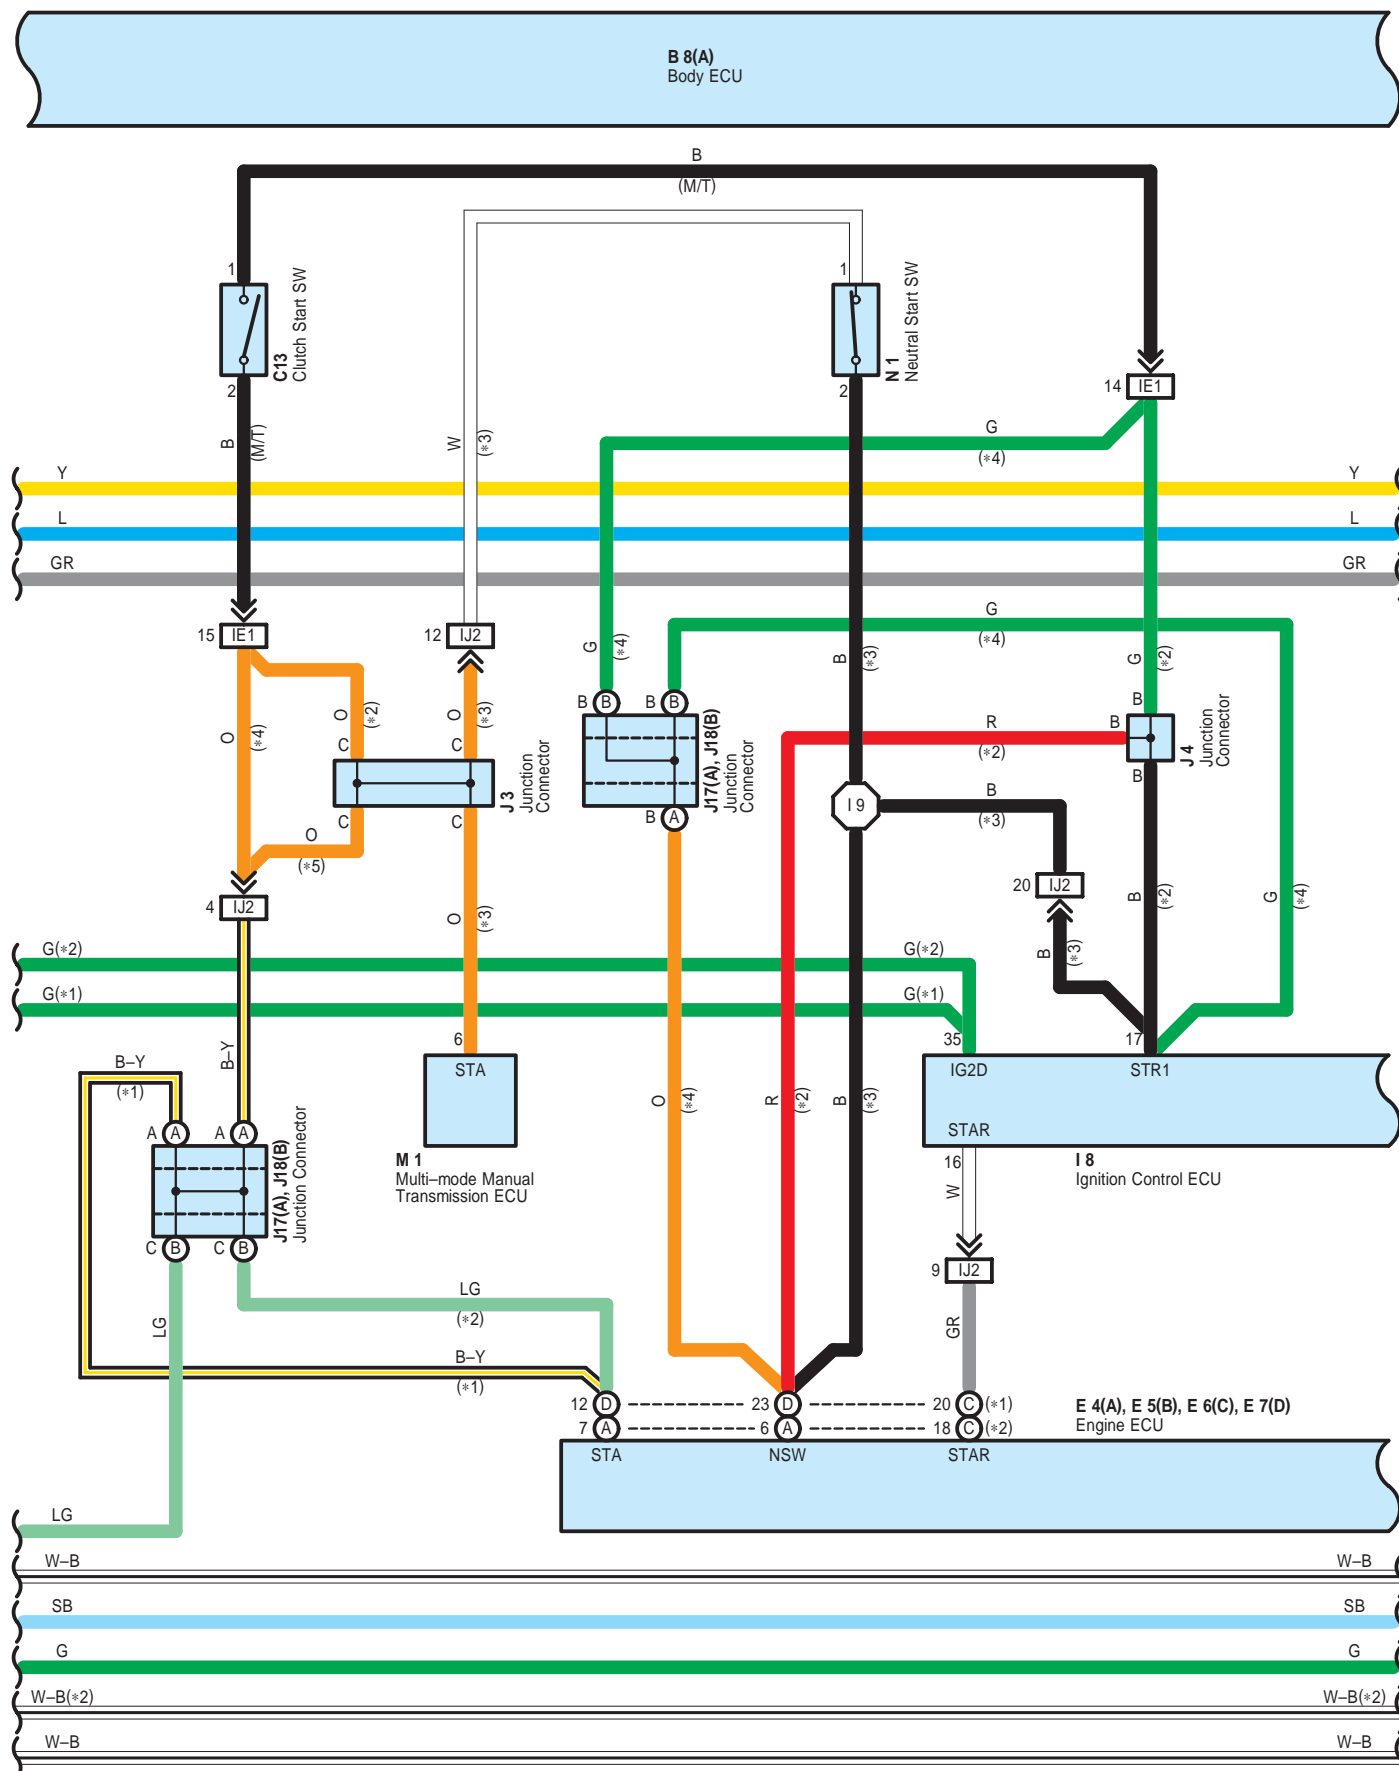 B 8(A)
Body ECU
B
(M/T)
1
C13
Clutch Start SW
2
1
N 1
Neutral Start SW
2
14 IE1
B
(M/T)
W
(*3)
G
(*4)
Y
Y
L
L
GR
GR
15 IE1
12 IJ2
G
(*4)
G
(*4)
B
(*3)
G
(*2)
O
(*4)
O
(*2)
O
(*3)
C
C
J 3
Junction
Connector
C
C
O
(*5)
B B
B B
J17(A), J18(B)
Junction
Connector
B A
R
(*2)
B
B
J 4
Junction
Connector
B
I 9
B
(*3)
20 IJ2
4 IJ2
O
(*3)
B
(*2)
G
(*4)
B
(*3)
G(*2)
G(*2)
G(*1)
G(*1)
B–Y
B–Y
(*1)
6
STA
M 1
Multi–mode Manual
Transmission ECU
O
(*4)
R
(*2)
B
(*3)
35
IG2D
17
STR1
STAR
16
I 8
Ignition Control ECU
A A
A A
J17(A), J18(B)
Junction Connector
C B
C B
W
9 IJ2
LG
LG
(*2)
GR
B–Y
(*1)
12 D
23 D
20 C (*1)
7 A
6 A
18 C (*2)
E 4(A), E 5(B), E 6(C), E 7(D)
Engine ECU
STA
NSW
STAR
LG
W–B
W–B
SB
SB
G
G
W–B(*2)
W–B(*2)
W–B
W–B